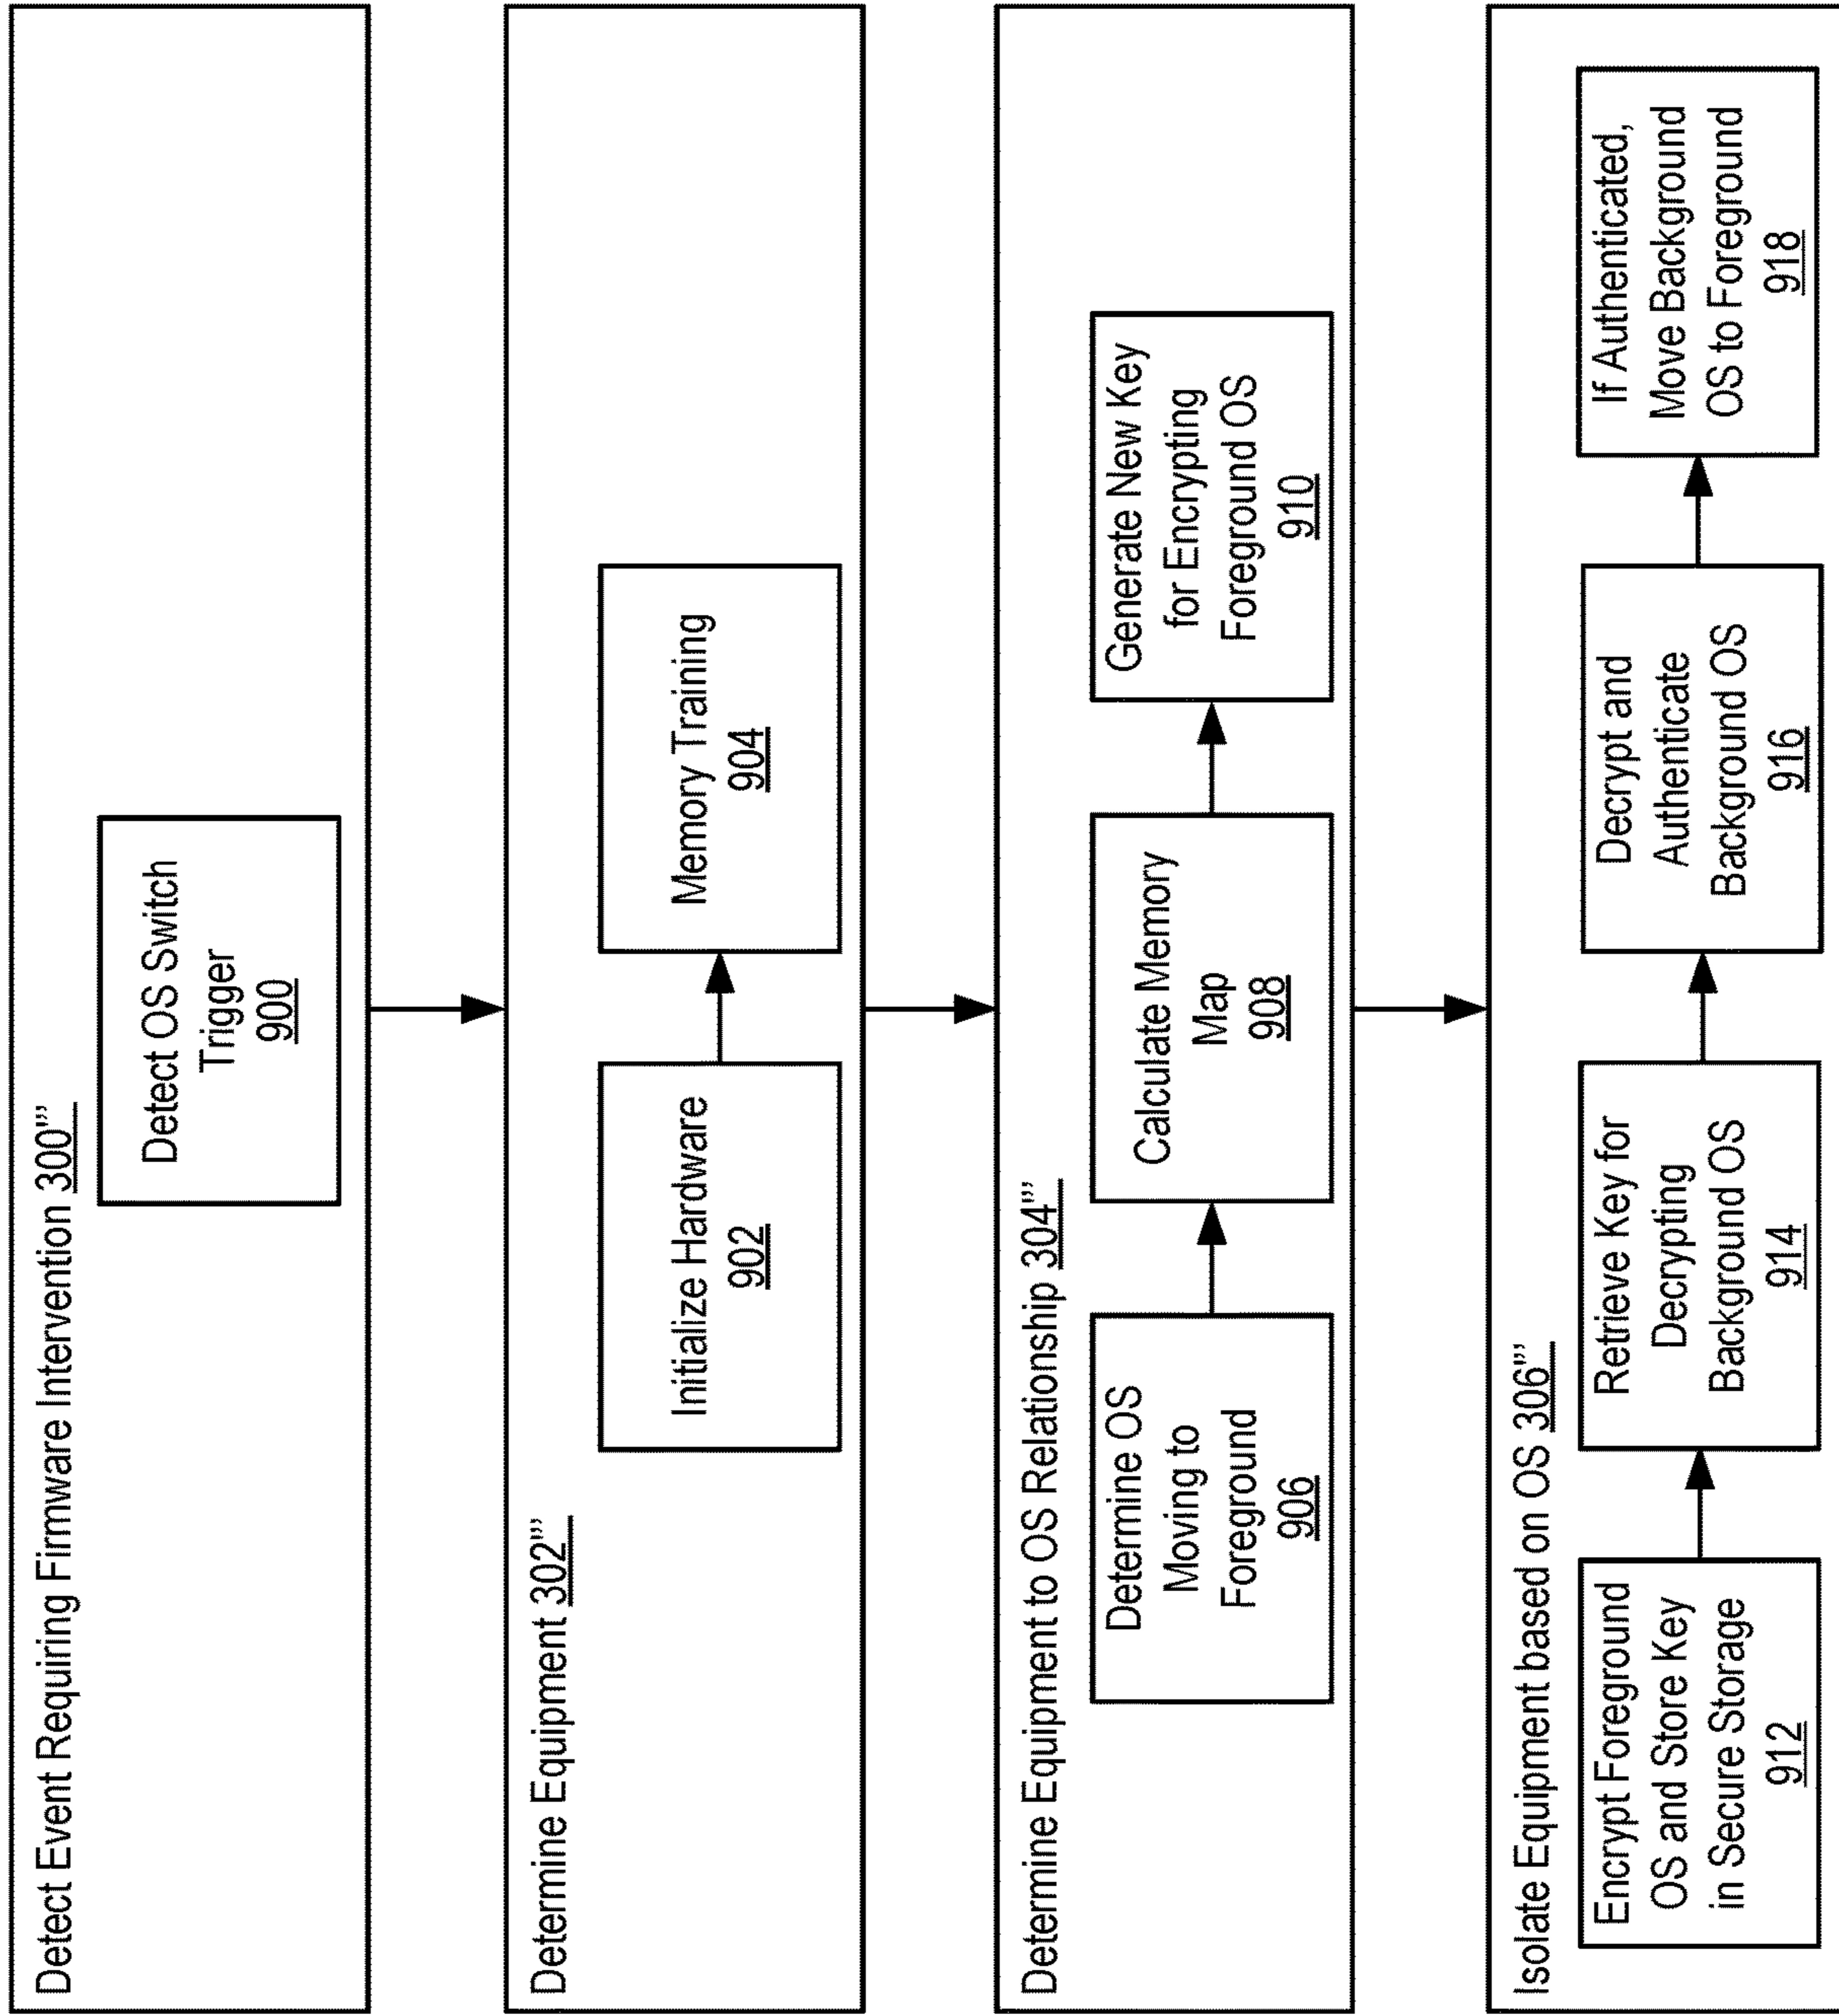 Detect Event Requiring Firmware Intervention 300'''
Detect OS Switch
Trigger
900
Determine Equipment 302'''
Initialize Hardware
902
Memory Training
904
Determine Equipment to OS Relationship 304'''
Determine OS
Moving to
Foreground
906
Calculate Memory
Map
908
Generate New Key
for Encrypting
Foreground OS
910
Isolate Equipment based on OS 306'''
Encrypt Foreground
OS and Store Key
in Secure Storage
912
Retrieve Key for
Decrypting
Background OS
914
Decrypt and
Authenticate
Background OS
916
If Authenticated,
Move Background
OS to Foreground
918